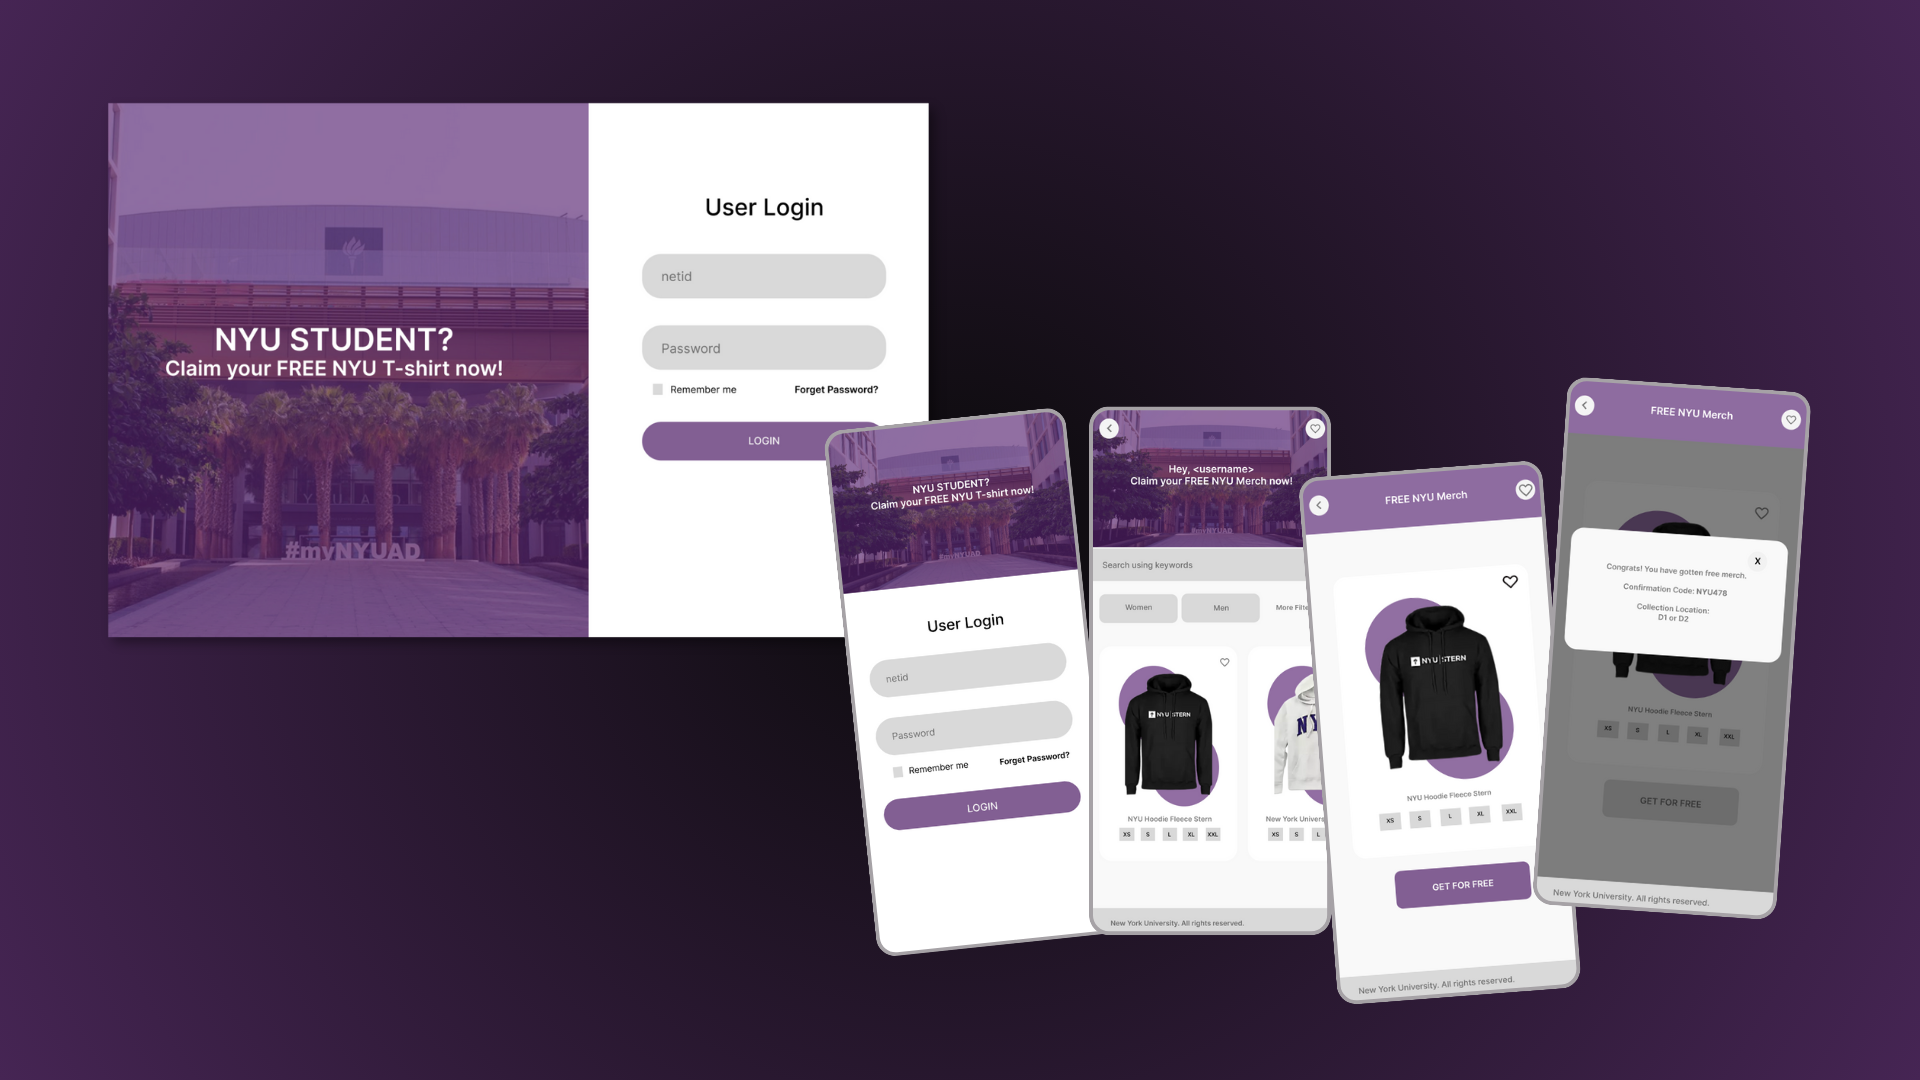 NYU STUDENT?
Claim your FREE NYU T-shirt now!
#myNYUAD
User Login
netid
Password
Remember me
Forget Password?
LOGIN
NYU STUDENT?
Claim your FREE NYU T-shirt now!
#myNYUAD
User Login
netid
Password
Remember me
Forget Password?
LOGIN
Hey, <username>
Claim your FREE NYU Merch now!
#myNYUAD
Search using keywords
Women
Men
More Filte
NYU STERN
NY
NYU Hoodie Fleece Stern
XS
S
L
XL
XXL
New York Univers
XS
S
L
New York University. All rights reserved.
FREE NYU Merch
NYU STERN
NYU Hoodie Fleece Stern
XS
S
L
XL
XXL
GET FOR FREE
New York University. All rights reserved.
FREE NYU Merch
X
Congrats! You have gotten free merch.
Confirmation Code: NYU478
Collection Location:
D1 or D2
NYU Hoodie Fleece Stern
XS
S
L
XL
XXL
GET FOR FREE
New York University. All rights reserved.